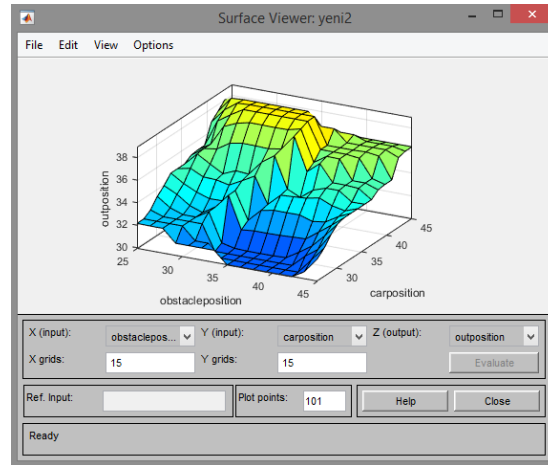 Surface Viewer: yeni2
File Edit View Options
38
36
34
32
30
outposition
25
30
35
40
45
obstacleposition
30
35
40
45
carposition
X (input): obstaclepos... Y (input): carposition Z (output): outposition
X grids: 15 Y grids: 15 Evaluate
Ref. Input: Plot points: 101 Help Close
Ready